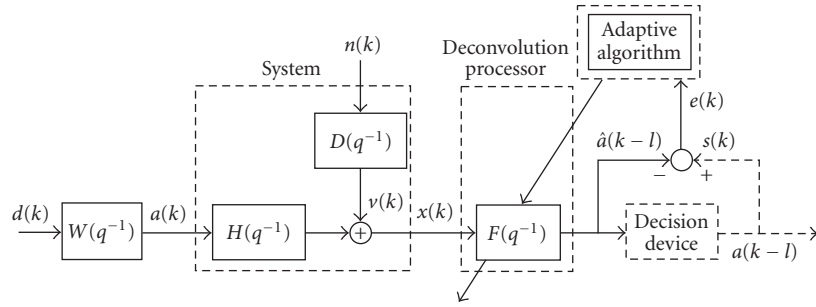 Adaptive
algorithm
n(k)
Deconvolution
processor
System
e(k)
D(q⁻¹)
â(k − l)
s(k)
−
+
d(k)
W(q⁻¹)
a(k)
H(q⁻¹)
v(k)
+
x(k)
F(q⁻¹)
Decision
device
a(k − l)